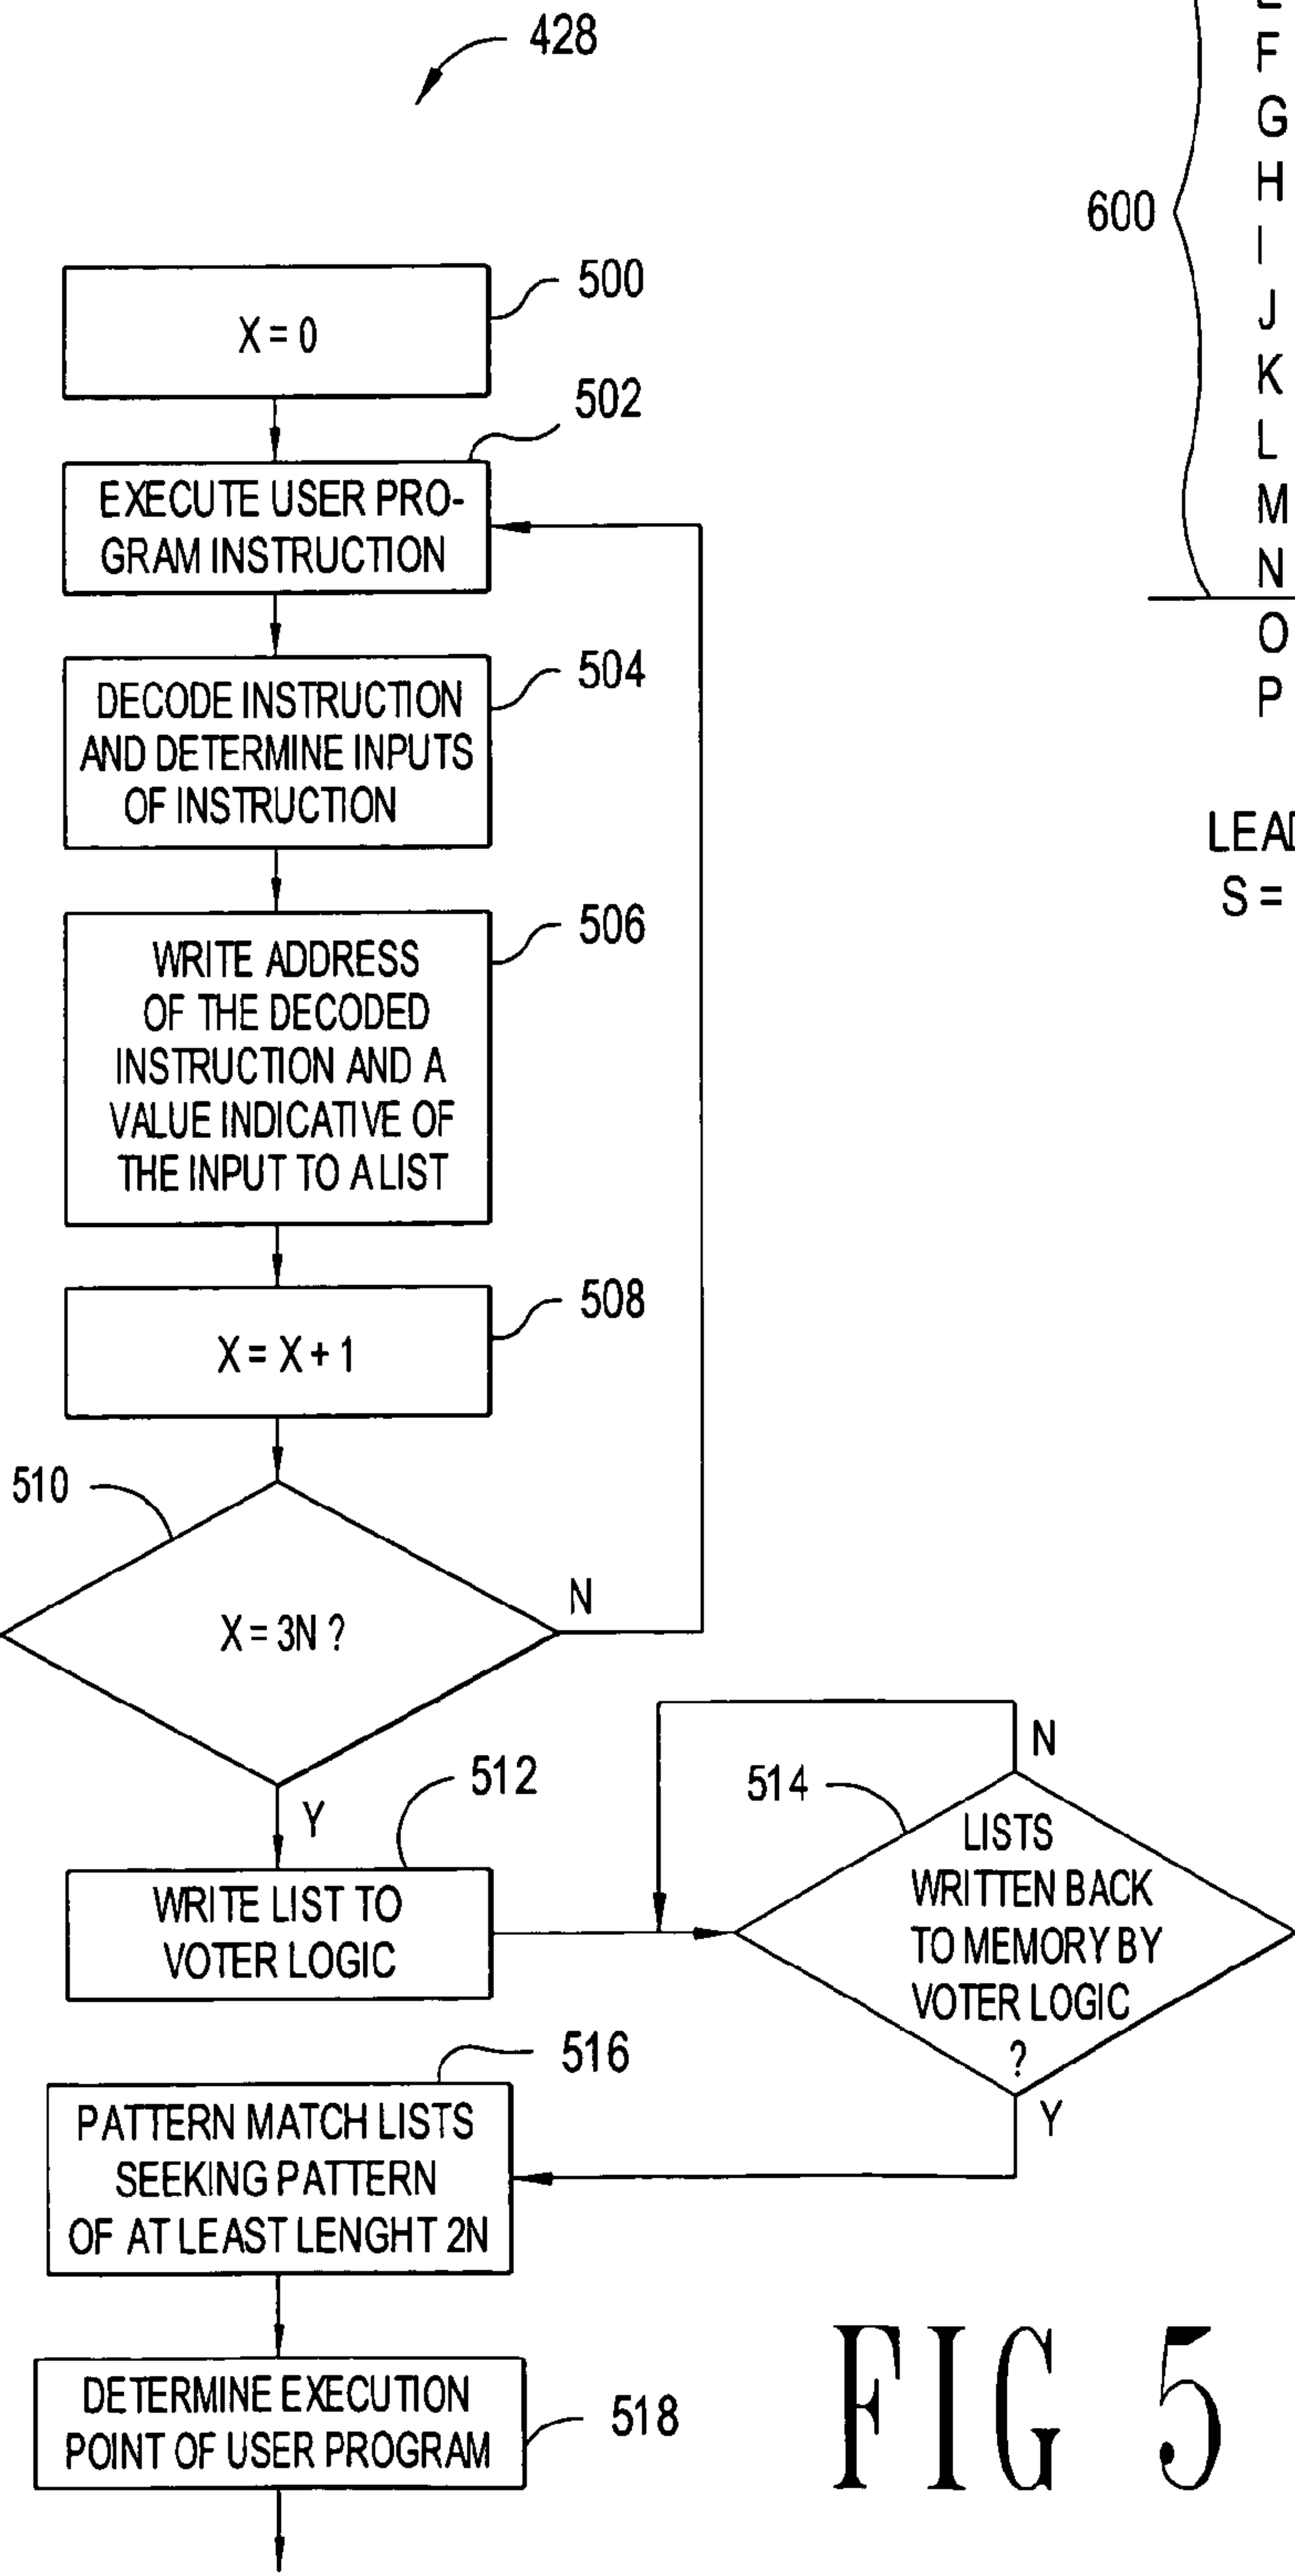 428
500
X = 0
502
EXECUTE USER PRO-
GRAM INSTRUCTION
504
DECODE INSTRUCTION
AND DETERMINE INPUTS
OF INSTRUCTION
506
WRITE ADDRESS
OF THE DECODED
INSTRUCTION AND A
VALUE INDICATIVE OF
THE INPUT TO A LIST
508
X = X + 1
510
X = 3N ?
N
Y
512
WRITE LIST TO
VOTER LOGIC
514
N
LISTS
WRITTEN BACK
TO MEMORY BY
VOTER LOGIC
?
Y
516
PATTERN MATCH LISTS
SEEKING PATTERN
OF AT LEAST LENGHT 2N
518
DETERMINE EXECUTION
POINT OF USER PROGRAM
FIG 5
600
F
G
H
I
J
K
L
M
N
O
P
S =